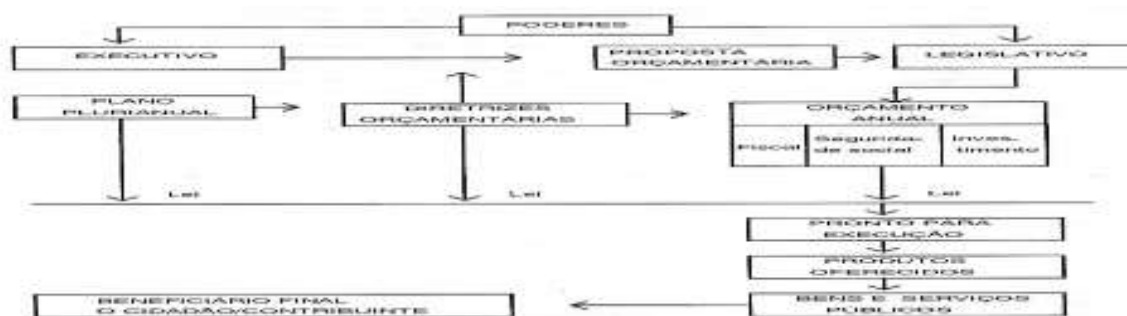 PODERES
EXECUTIVO
PROPOSTA
ORÇAMENTÁRIA
LEGISLATIVO
PLANO
PLURIANUAL
DIRETRIZES
ORÇAMENTÁRIAS
ORÇAMENTO
ANUAL
Fiscal
Segurida-
de social
Inves-
timento
Lei
Lei
Lei
PRONTO PARA
EXECUÇÃO
PRODUTOS
OFERECIDOS
BENEFICIÁRIO FINAL
O CIDADÃO/CONTRIBUINTE
BENS E SERVIÇOS
PÚBLICOS